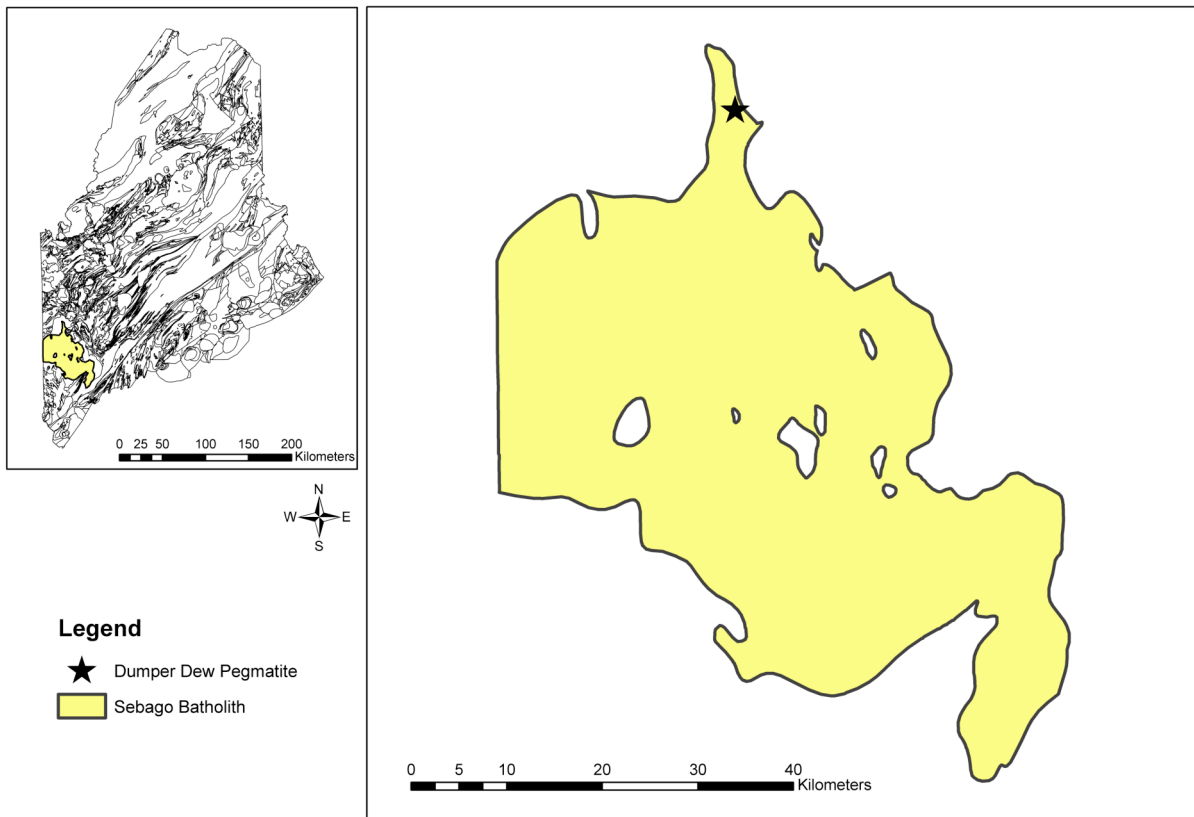 0 25 50 100 150 200
Kilometers
N
W E
S
Legend
Dumper Dew Pegmatite
Sebago Batholith
0 5 10 20 30 40
Kilometers